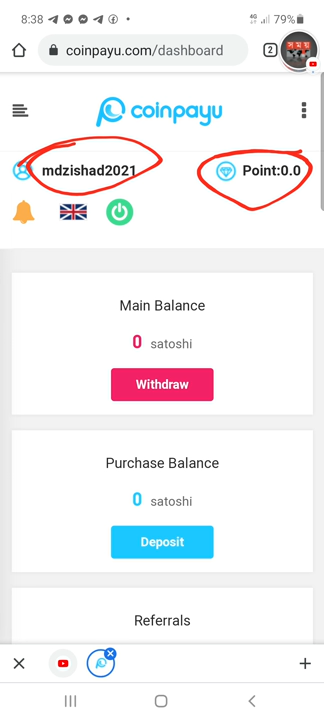 8:38
4G 79%
coinpayu.com/dashboard
2
coinpayu
mdzishad2021
Point:0.0
Main Balance
0 satoshi
Withdraw
Purchase Balance
0 satoshi
Deposit
Referrals